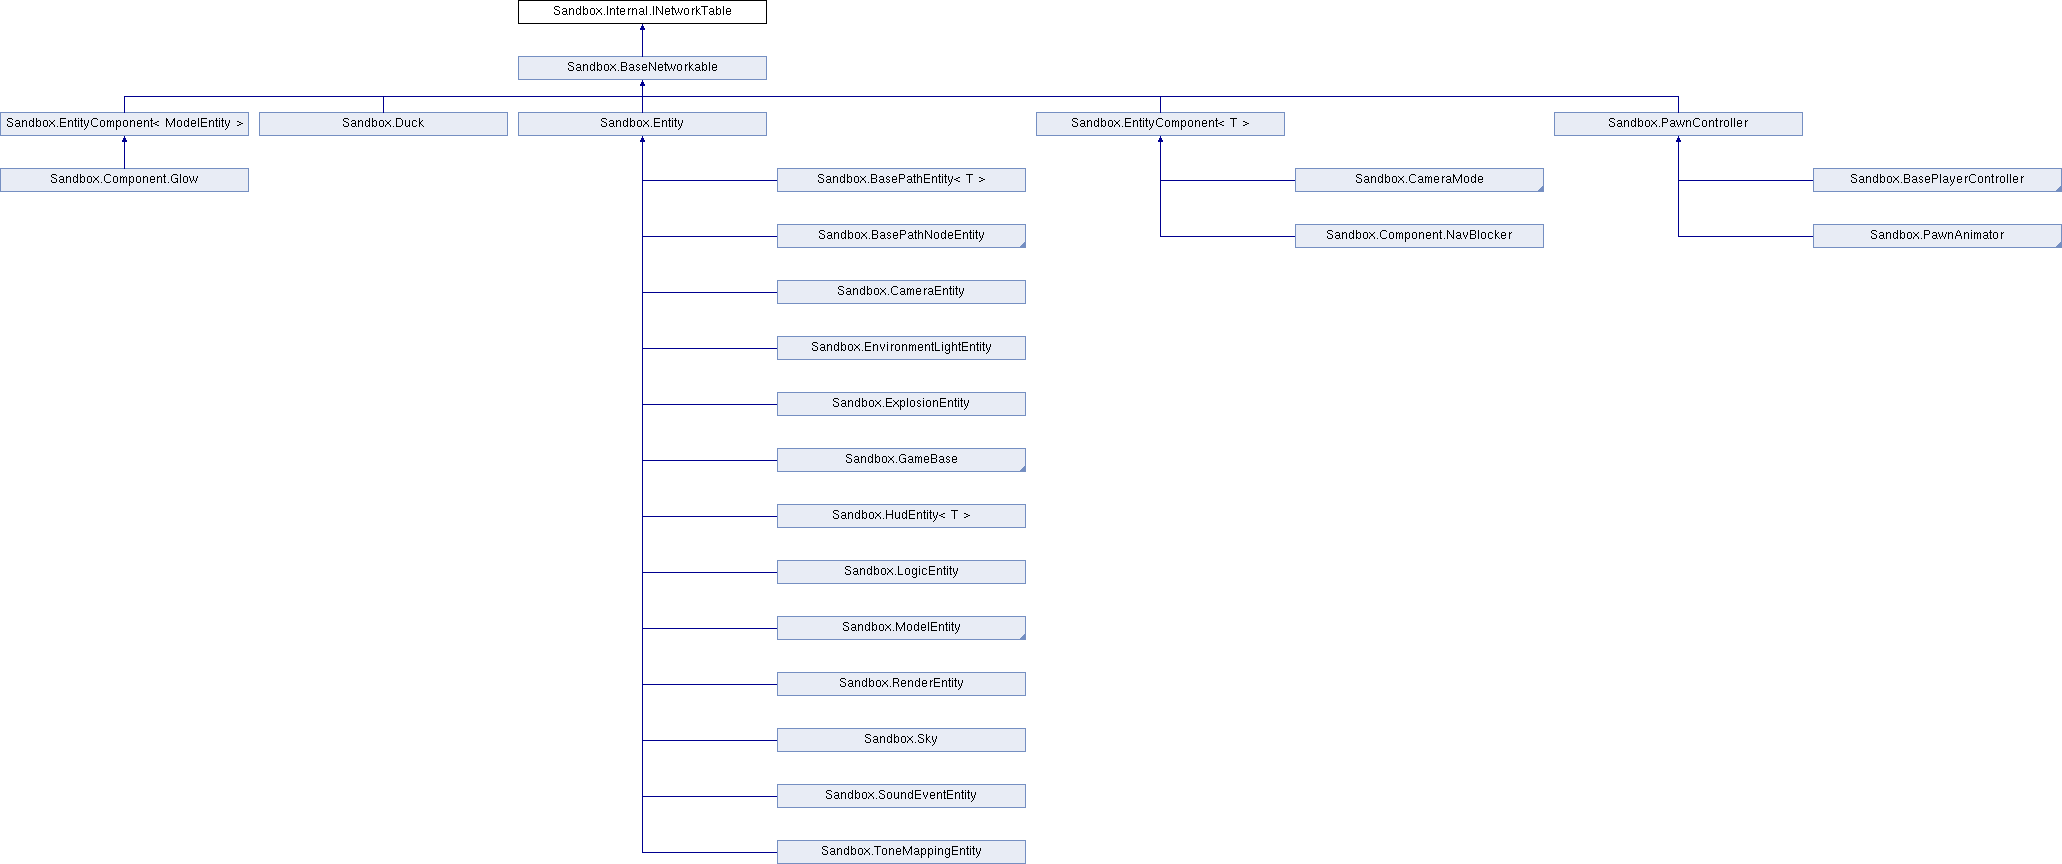 Sandbox.Internal.INetworkTable
Sandbox.BaseNetworkable
Sandbox.EntityComponent< ModelEntity >
Sandbox.Duck
Sandbox.Entity
Sandbox.EntityComponent< T >
Sandbox.PawnController
Sandbox.Component.Glow
Sandbox.BasePathEntity< T >
Sandbox.CameraMode
Sandbox.BasePlayerController
Sandbox.BasePathNodeEntity
Sandbox.Component.NavBlocker
Sandbox.PawnAnimator
Sandbox.CameraEntity
Sandbox.EnvironmentLightEntity
Sandbox.ExplosionEntity
Sandbox.GameBase
Sandbox.HudEntity< T >
Sandbox.LogicEntity
Sandbox.ModelEntity
Sandbox.RenderEntity
Sandbox.Sky
Sandbox.SoundEventEntity
Sandbox.ToneMappingEntity